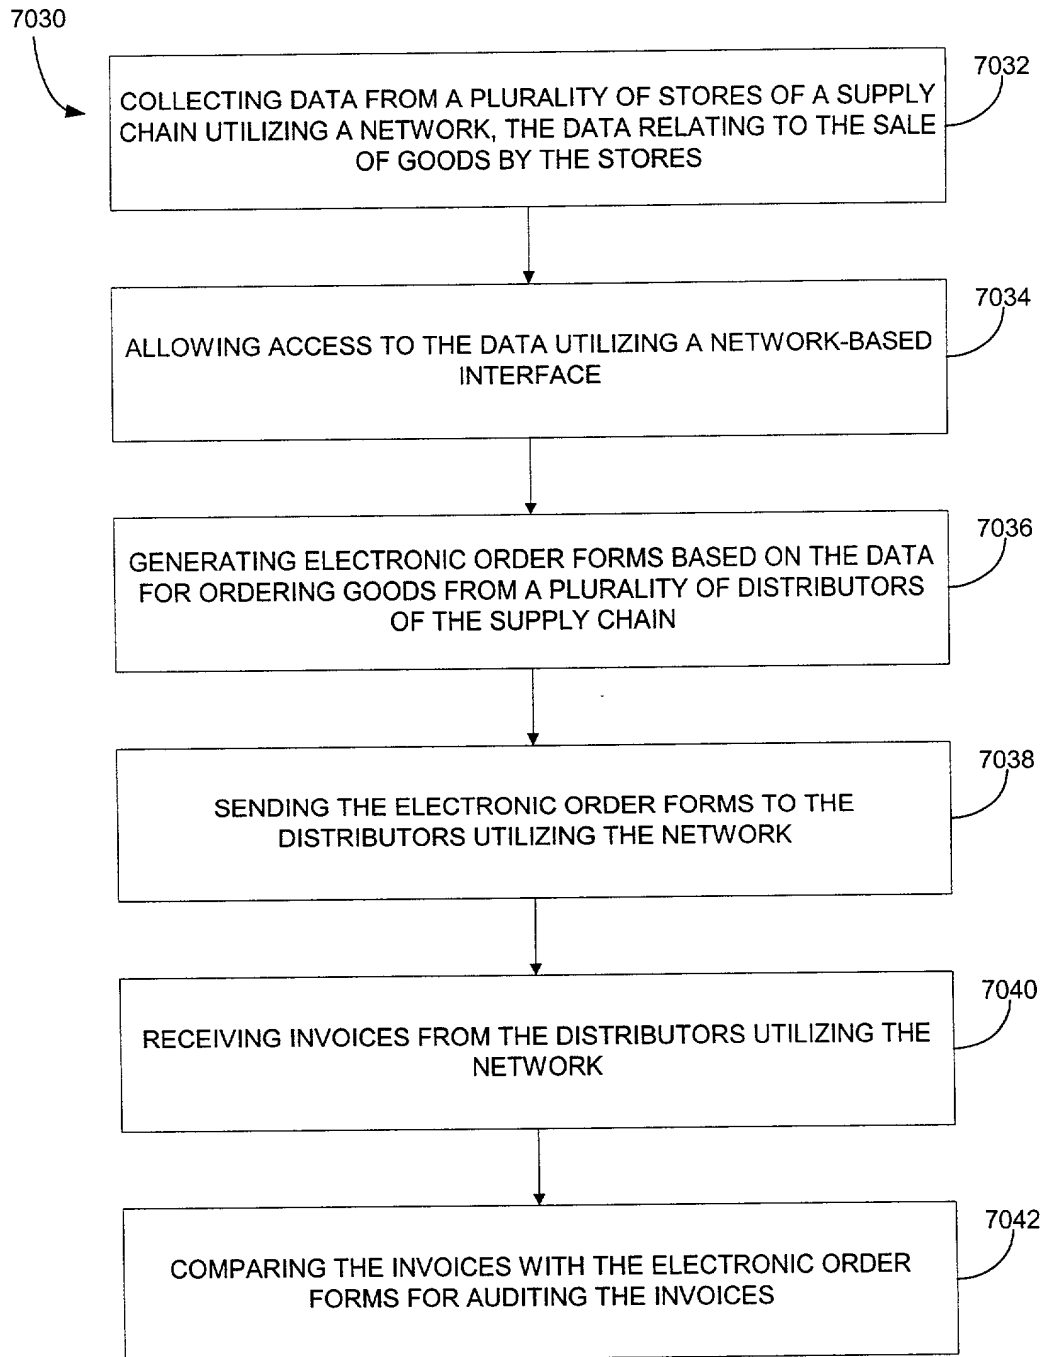 7030
7032
COLLECTING DATA FROM A PLURALITY OF STORES OF A SUPPLY
CHAIN UTILIZING A NETWORK, THE DATA RELATING TO THE SALE
OF GOODS BY THE STORES
7034
ALLOWING ACCESS TO THE DATA UTILIZING A NETWORK-BASED
INTERFACE
7036
GENERATING ELECTRONIC ORDER FORMS BASED ON THE DATA
FOR ORDERING GOODS FROM A PLURALITY OF DISTRIBUTORS
OF THE SUPPLY CHAIN
7038
SENDING THE ELECTRONIC ORDER FORMS TO THE
DISTRIBUTORS UTILIZING THE NETWORK
7040
RECEIVING INVOICES FROM THE DISTRIBUTORS UTILIZING THE
NETWORK
7042
COMPARING THE INVOICES WITH THE ELECTRONIC ORDER
FORMS FOR AUDITING THE INVOICES